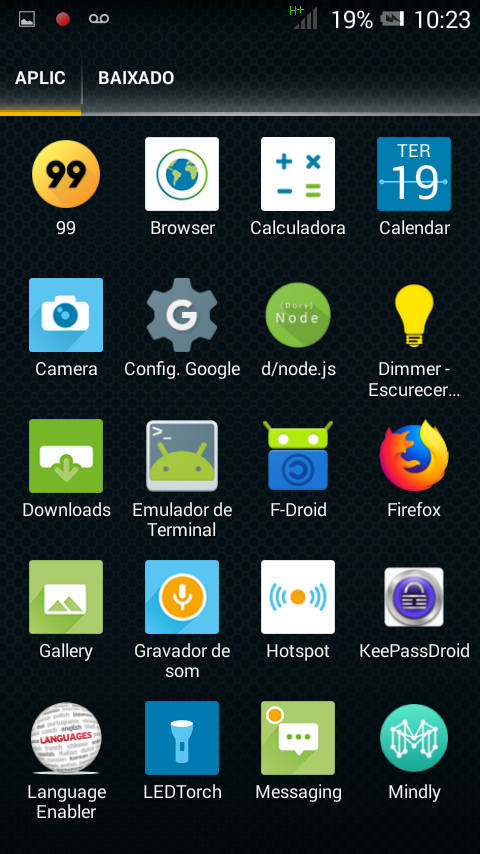 H+ 19% 10:23
APLIC BAIXADO
99 TER 19
99 Browser Calculadora Calendar
G (Dory) Node
Camera Config. Google d/node.js Dimmer - Escurecer...
>_
Downloads Emulador de Terminal F-Droid Firefox
Gallery Gravador de som Hotspot KeePassDroid
LANGUAGES
Language Enabler LEDTorch Messaging Mindly